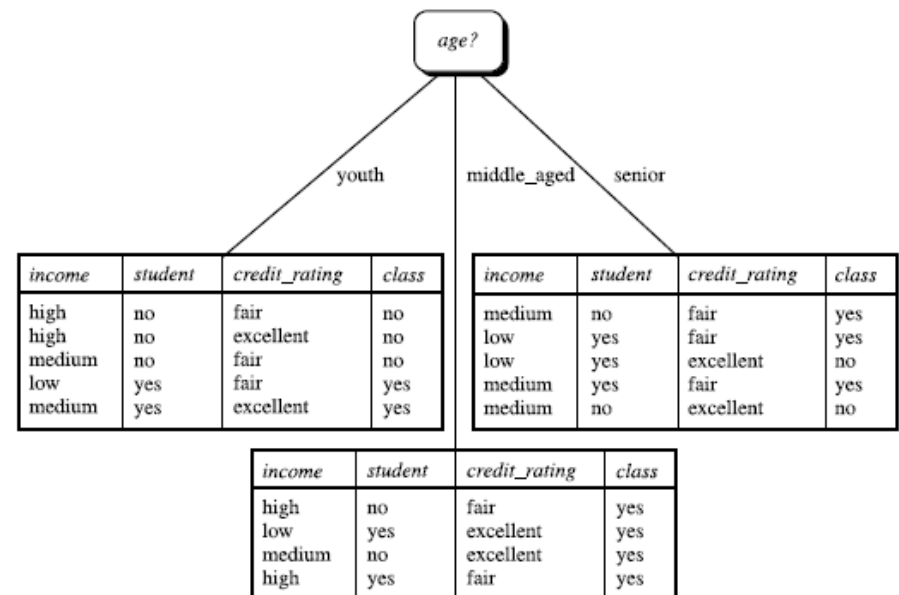 age?
youth
middle_aged
senior
income student credit_rating class
high no fair no
high no excellent no
medium no fair no
low yes fair yes
medium yes excellent yes
income student credit_rating class
medium no fair yes
low yes fair yes
low yes excellent no
medium yes fair yes
medium no excellent no
income student credit_rating class
high no fair yes
low yes excellent yes
medium no excellent yes
high yes fair yes